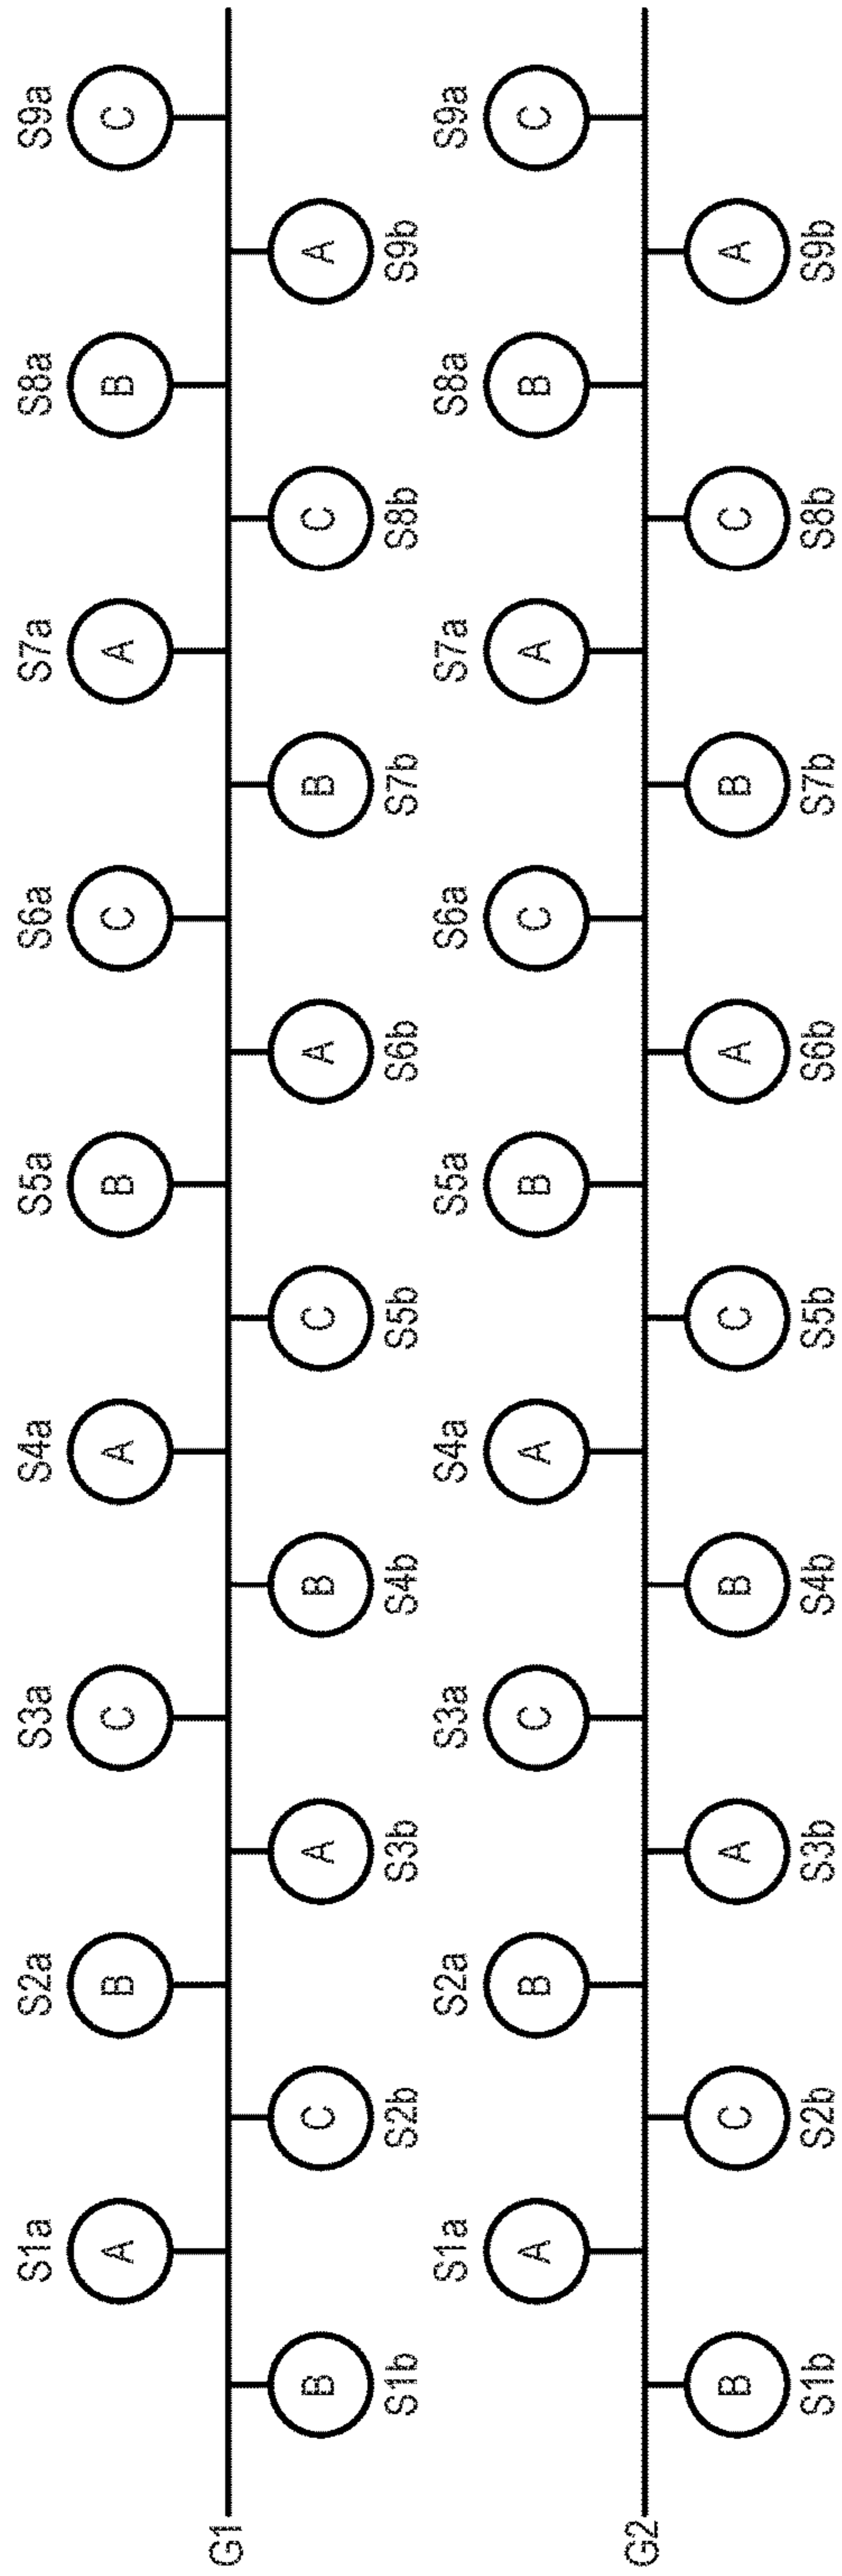 S1a S2a S3a S4a S5a S6a S7a S8a S9a
A B C A B C A B C
G1
B C A B C A B C A
S1b S2b S3b S4b S5b S6b S7b S8b S9b
S1a S2a S3a S4a S5a S6a S7a S8a S9a
A B C A B C A B C
G2
B C A B C A B C A
S1b S2b S3b S4b S5b S6b S7b S8b S9b